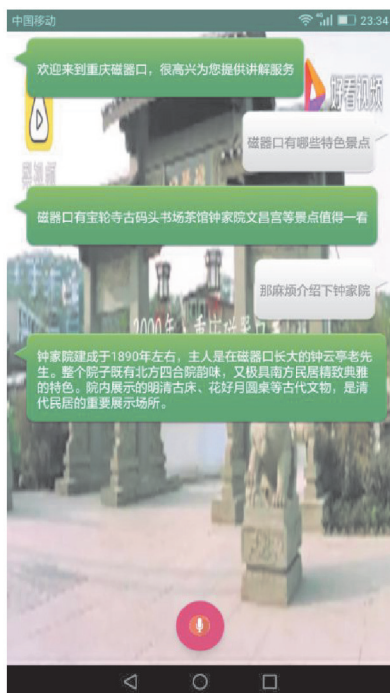 中国移动
4G
23:34
欢迎来到重庆磁器口，很高兴为您提供讲解服务
好看视频
磁器口有哪些特色景点
磁器口有宝轮寺古码头书场茶馆钟家院文昌宫等景点值得一看
那麻烦介绍下钟家院
钟家院建成于1890年左右，主人是在磁器口长大的钟云亭老先
生。整个院子既有北方四合院韵味，又极具南方民居精致典雅
的特色。院内展示的明清古床、花好月圆桌等古代文物，是清
代民居的重要展示场所。